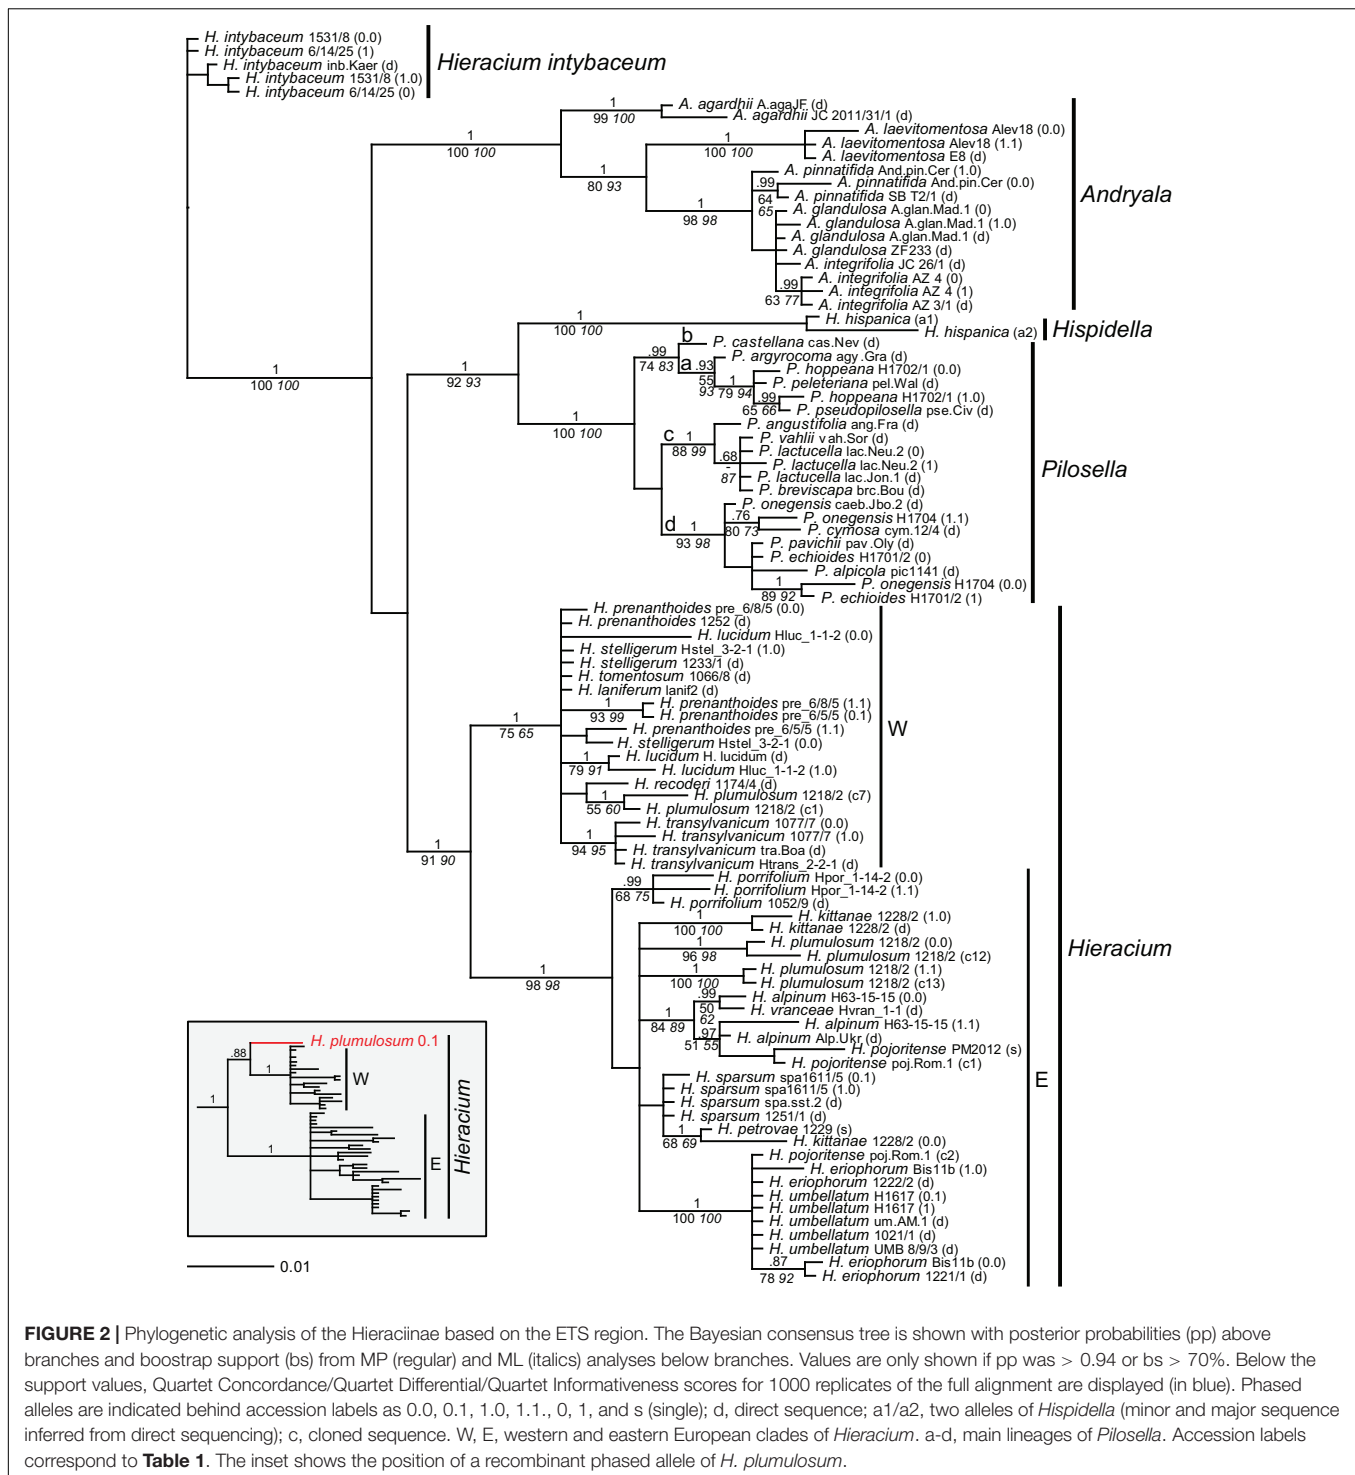 H. intybaceum 1531/8 (0.0)
H. intybaceum 6/14/25 (1)
H. intybaceum inb.Kaer (d)
H. intybaceum 1531/8 (1.0)
H. intybaceum 6/14/25 (0)
Hieracium intybaceum
A. agardhii A.agaJF (d)
A. agardhii JC 2011/31/1 (d)
A. laevitomentosa Alev18 (0.0)
A. laevitomentosa Alev18 (1.1)
A. laevitomentosa E8 (d)
A. pinnatifida And.pin.Cer (1.0)
A. pinnatifida And.pin.Cer (0.0)
A. pinnatifida SB T2/1 (d)
A. glandulosa A.glan.Mad.1 (0)
A. glandulosa A.glan.Mad.1 (1.0)
A. glandulosa A.glan.Mad.1 (d)
A. glandulosa ZF233 (d)
A. integrifolia JC 26/1 (d)
A. integrifolia AZ 4 (0)
A. integrifolia AZ 4 (1)
A. integrifolia AZ 3/1 (d)
Andryala
1
99 100
1
100 100
1
80 93
1
100 100
1
98 98
.99
64
65
.99
63 77
H. hispanica (a1)
H. hispanica (a2)
Hispidella
1
100 100
1
100 100
1
92 93
P. castellana cas.Nev (d)
P. argyrocoma agy.Gra (d)
P. hoppeana H1702/1 (0.0)
P. peleteriana pel.Wal (d)
P. hoppeana H1702/1 (1.0)
P. pseudopilosella pse.Civ (d)
P. angustifolia ang.Fra (d)
P. vahlii vah.Sor (d)
P. lactucella lac.Neu.2 (0)
P. lactucella lac.Neu.2 (1)
P. lactucella lac.Jon.1 (d)
P. breviscapa brc.Bou (d)
P. onegensis caeb.Jbo.2 (d)
P. onegensis H1704 (1.1)
P. cymosa cym.12/4 (d)
P. pavichii pav.Oly (d)
P. echioides H1701/2 (0)
P. alpicola pic1141 (d)
P. onegensis H1704 (0.0)
P. echioides H1701/2 (1)
Pilosella
b
.99
74 83
a
.93
55
93
1
79 94
.99
65 66
1
100 100
c
1
88 99
.68
-
87
d
1
93 98
.76
80 73
1
89 92
H. prenanthoides pre_6/8/5 (0.0)
H. prenanthoides 1252 (d)
H. lucidum Hluc_1-1-2 (0.0)
H. stelligerum Hstel_3-2-1 (1.0)
H. stelligerum 1233/1 (d)
H. tomentosum 1066/8 (d)
H. laniferum lanif2 (d)
H. prenanthoides pre_6/8/5 (1.1)
H. prenanthoides pre_6/5/5 (0.1)
H. prenanthoides pre_6/5/5 (1.1)
H. stelligerum Hstel_3-2-1 (0.0)
H. lucidum H. lucidum (d)
H. lucidum Hluc_1-1-2 (1.0)
H. recoderi 1174/4 (d)
H. plumulosum 1218/2 (c7)
H. plumulosum 1218/2 (c1)
H. transylvanicum 1077/7 (0.0)
H. transylvanicum 1077/7 (1.0)
H. transylvanicum tra.Boa (d)
H. transylvanicum Htrans_2-2-1 (d)
W
1
75 65
1
93 99
1
79 91
1
55 60
1
94 95
1
91 90
H. porrifolium Hpor_1-14-2 (0.0)
H. porrifolium Hpor_1-14-2 (1.1)
H. porrifolium 1052/9 (d)
H. kittanae 1228/2 (1.0)
H. kittanae 1228/2 (d)
H. plumulosum 1218/2 (0.0)
H. plumulosum 1218/2 (c12)
H. plumulosum 1218/2 (1.1)
H. plumulosum 1218/2 (c13)
H. alpinum H63-15-15 (0.0)
H. vranceae Hvran_1-1 (d)
H. alpinum H63-15-15 (1.1)
H. alpinum Alp.Ukr (d)
H. pojoritense PM2012 (s)
H. pojoritense poj.Rom.1 (c1)
H. sparsum spa1611/5 (0.1)
H. sparsum spa1611/5 (1.0)
H. sparsum spa.sst.2 (d)
H. sparsum 1251/1 (d)
H. petrovae 1229 (s)
H. kittanae 1228/2 (0.0)
H. pojoritense poj.Rom.1 (c2)
H. eriophorum Bis11b (1.0)
H. eriophorum 1222/2 (d)
H. umbellatum H1617 (0.1)
H. umbellatum H1617 (1)
H. umbellatum um.AM.1 (d)
H. umbellatum 1021/1 (d)
H. umbellatum UMB 8/9/3 (d)
H. eriophorum Bis11b (0.0)
H. eriophorum 1221/1 (d)
E
Hieracium
.99
68 75
1
100 100
1
96 98
1
100 100
1
98 98
.99
50
62
1
84 89
.97
51 55
1
68 69
1
100 100
.87
78 92
H. plumulosum 0.1
.88
1
W
1
1
E
Hieracium
0.01
FIGURE 2 | Phylogenetic analysis of the Hieraciinae based on the ETS region. The Bayesian consensus tree is shown with posterior probabilities (pp) above
branches and boostrap support (bs) from MP (regular) and ML (italics) analyses below branches. Values are only shown if pp was > 0.94 or bs > 70%. Below the
support values, Quartet Concordance/Quartet Differential/Quartet Informativeness scores for 1000 replicates of the full alignment are displayed (in blue). Phased
alleles are indicated behind accession labels as 0.0, 0.1, 1.0, 1.1., 0, 1, and s (single); d, direct sequence; a1/a2, two alleles of Hispidella (minor and major sequence
inferred from direct sequencing); c, cloned sequence. W, E, western and eastern European clades of Hieracium. a-d, main lineages of Pilosella. Accession labels
correspond to Table 1. The inset shows the position of a recombinant phased allele of H. plumulosum.